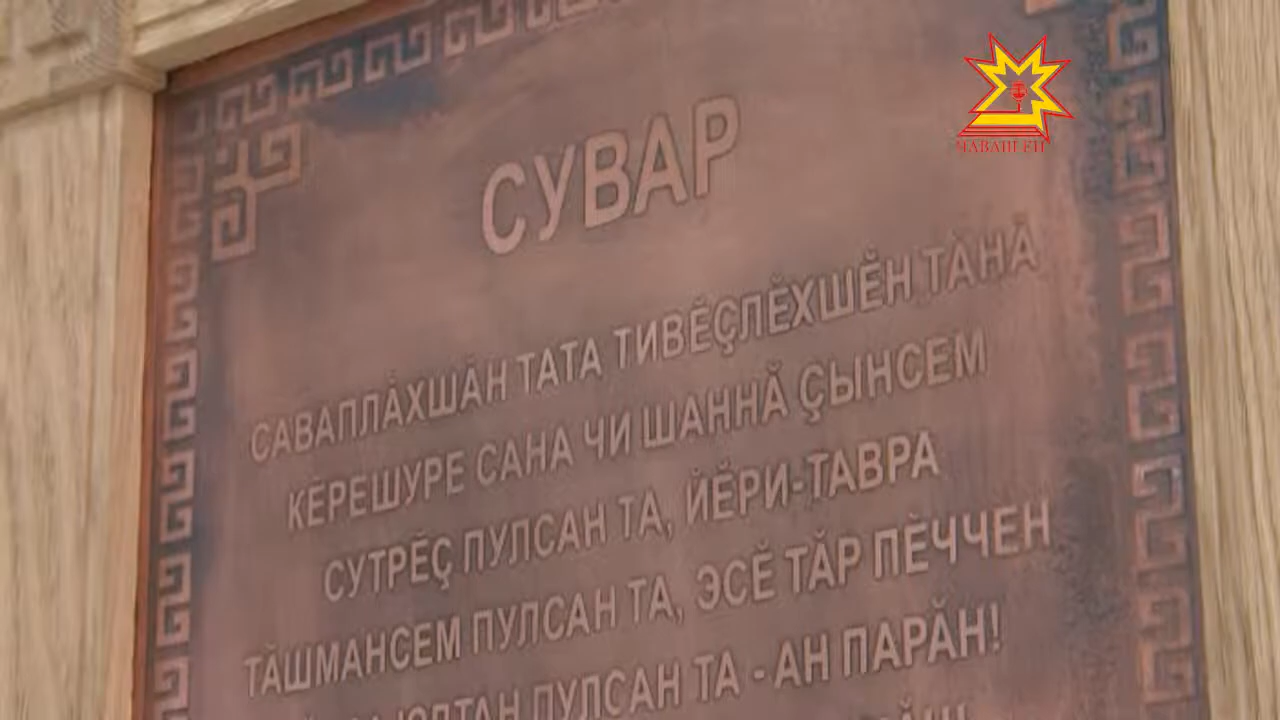 ЧĂВАШ ЕН
СУВАР
САВАПЛĂХШĂН ТАТА ТИВĔÇЛĔХШĔН ТĂНĂ
КĔРЕШУРЕ САНА ЧИ ШАННĂ ÇЫНСЕМ
СУТРĔÇ ПУЛСАН ТА, ЙĔРИ-ТАВРА
ТĂШМАНСЕМ ПУЛСАН ТА, ЭСĔ ТĂР ПĔЧЧЕН
ПУЛСАН ТА - АН ПАРĂН!